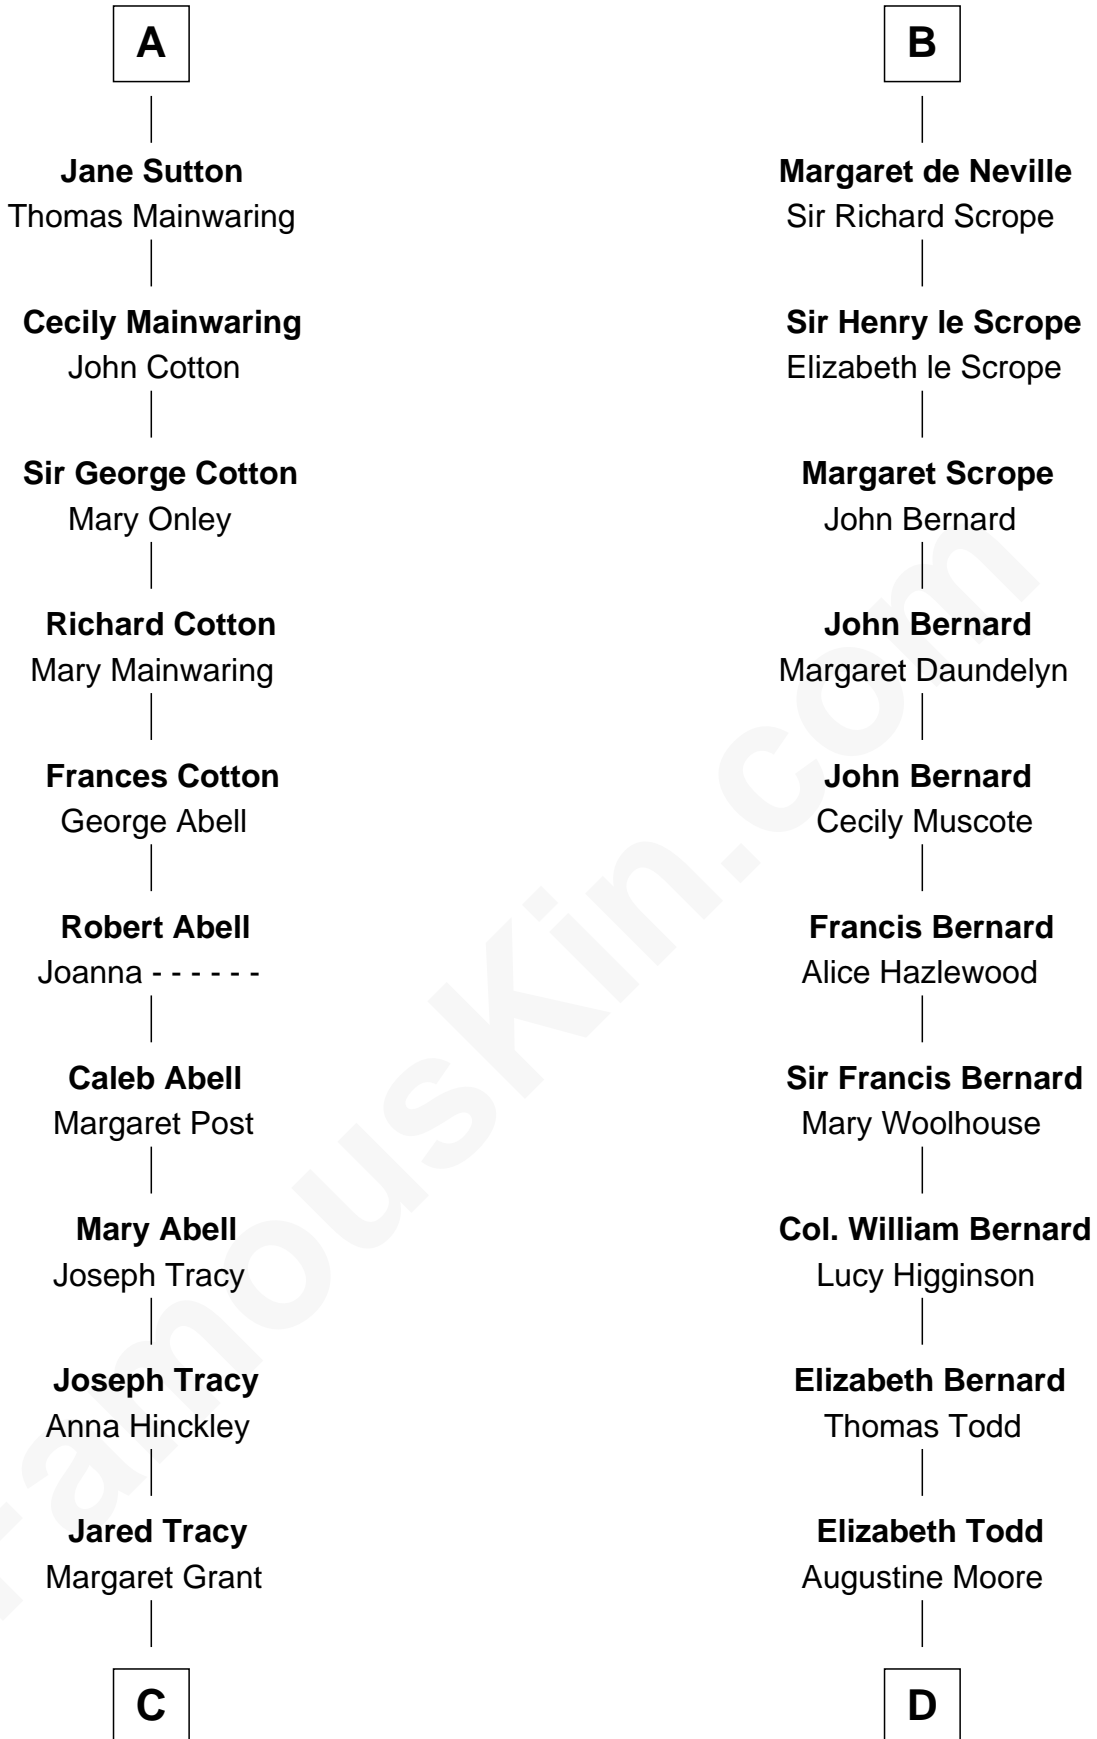 A
Jane Sutton
Thomas Mainwaring
Cecily Mainwaring
John Cotton
Sir George Cotton
Mary Onley
Richard Cotton
Mary Mainwaring
Frances Cotton
George Abell
Robert Abell
Joanna - - - - - -
Caleb Abell
Margaret Post
Mary Abell
Joseph Tracy
Joseph Tracy
Anna Hinckley
Jared Tracy
Margaret Grant
C
B
Margaret de Neville
Sir Richard Scrope
Sir Henry le Scrope
Elizabeth le Scrope
Margaret Scrope
John Bernard
John Bernard
Margaret Daundelyn
John Bernard
Cecily Muscote
Francis Bernard
Alice Hazlewood
Sir Francis Bernard
Mary Woolhouse
Col. William Bernard
Lucy Higginson
Elizabeth Bernard
Thomas Todd
Elizabeth Todd
Augustine Moore
D
FamousKin.com